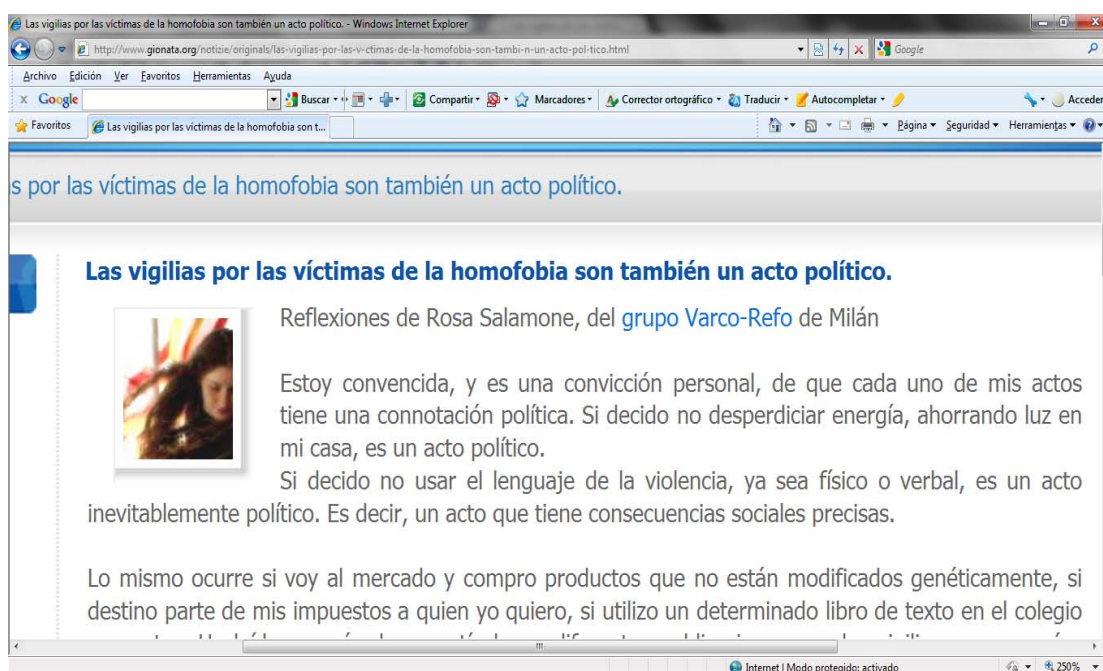 Las vigilias por las víctimas de la homofobia son también un acto político. - Windows Internet Explorer
http://www.gionata.org/notizie/originals/las-vigilias-por-las-v-ctimas-de-la-homofobia-son-tambi-n-un-acto-pol-tico.html
Google
Archivo Edición Ver Favoritos Herramientas Ayuda
x Google Buscar Compartir Marcadores Corrector ortográfico Traducir Autocompletar Acceder
Favoritos Las vigilias por las víctimas de la homofobia son t... Página Seguridad Herramientas
s por las víctimas de la homofobia son también un acto político.
Las vigilias por las víctimas de la homofobia son también un acto político.
Reflexiones de Rosa Salamone, del grupo Varco-Refo de Milán
Estoy convencida, y es una convicción personal, de que cada uno de mis actos
tiene una connotación política. Si decido no desperdiciar energía, ahorrando luz en
mi casa, es un acto político.
Si decido no usar el lenguaje de la violencia, ya sea físico o verbal, es un acto
inevitablemente político. Es decir, un acto que tiene consecuencias sociales precisas.
Lo mismo ocurre si voy al mercado y compro productos que no están modificados genéticamente, si
destino parte de mis impuestos a quien yo quiero, si utilizo un determinado libro de texto en el colegio
Internet | Modo protegido: activado 250%